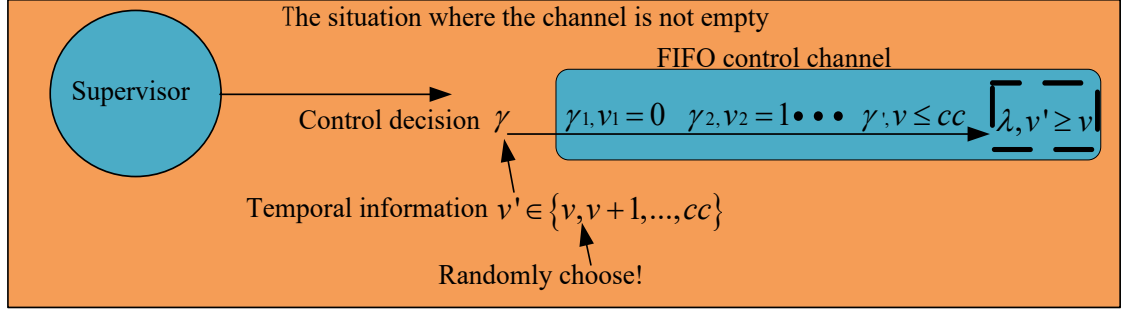 The situation where the channel is not empty
FIFO control channel
Supervisor
Control decision γ
γ1,v1 = 0 γ2,v2 = 1••• γ',v ≤ cc λ,v' ≥ v
Temporal information v' ∈ {v,v+1,...,cc}
Randomly choose!